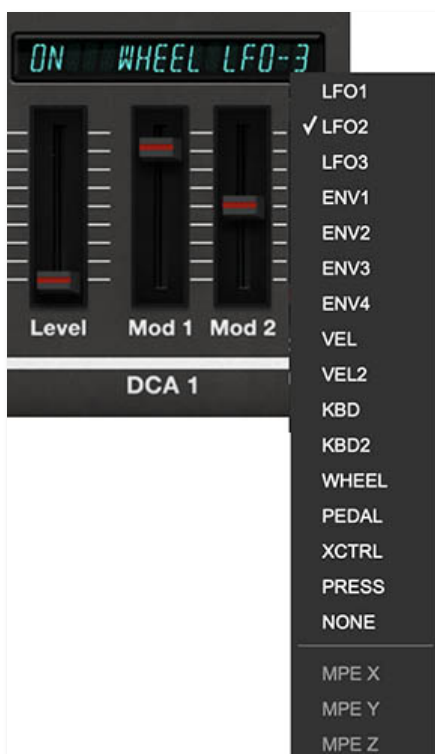 ON WHEEL LFO-3
LFO1
✓ LFO2
LFO3
ENV1
ENV2
ENV3
ENV4
VEL
VEL2
KBD
KBD2
WHEEL
PEDAL
XCTRL
PRESS
NONE
MPE X
MPE Y
MPE Z
Level Mod 1 Mod 2
DCA 1